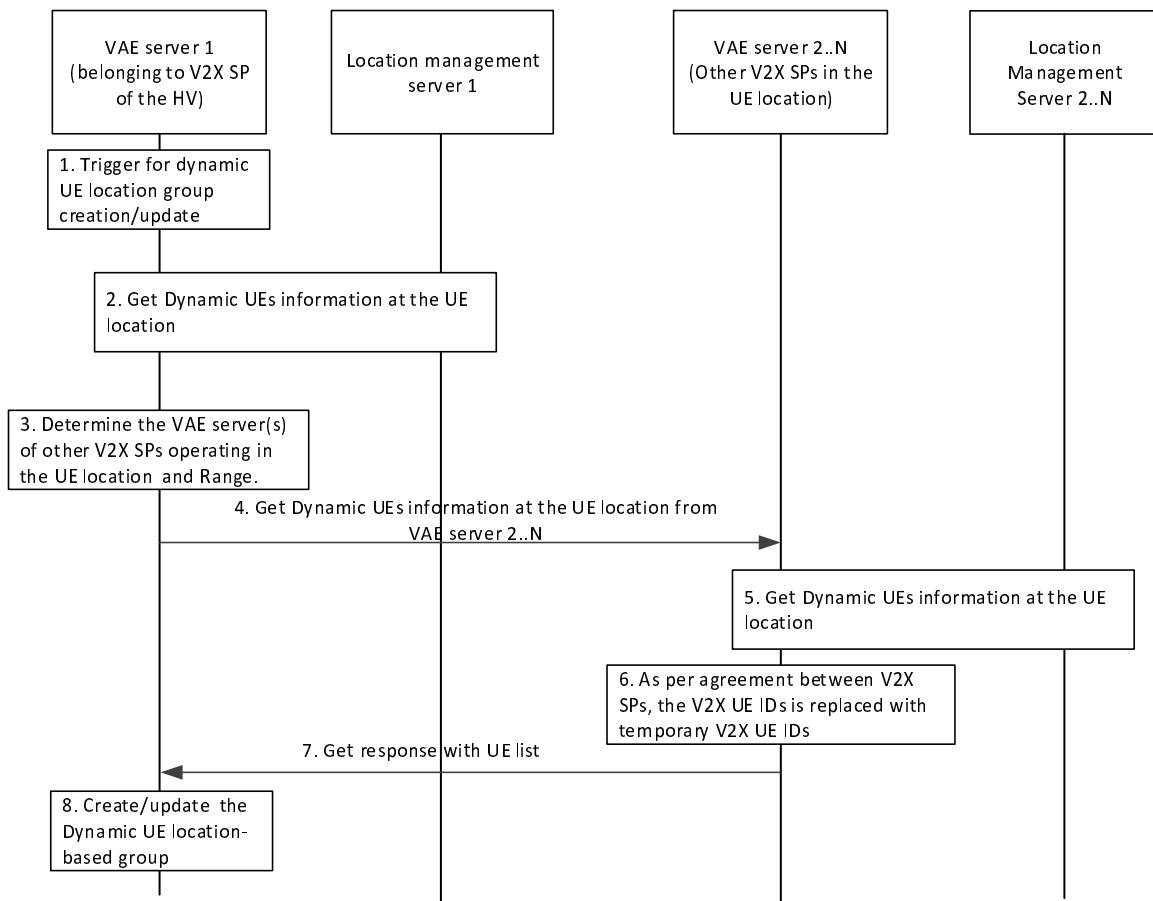 VAE server 1
(belonging to V2X SP
of the HV)
Location management
server 1
VAE server 2..N
(Other V2X SPs in the
UE location)
Location
Management
Server 2..N
1. Trigger for dynamic
UE location group
creation/update
2. Get Dynamic UEs information at the UE
location
3. Determine the VAE server(s)
of other V2X SPs operating in
the UE location and Range.
4. Get Dynamic UEs information at the UE location from
VAE server 2..N
5. Get Dynamic UEs information at the UE
location
6. As per agreement between V2X
SPs, the V2X UE IDs is replaced with
temporary V2X UE IDs
7. Get response with UE list
8. Create/update the
Dynamic UE location-
based group